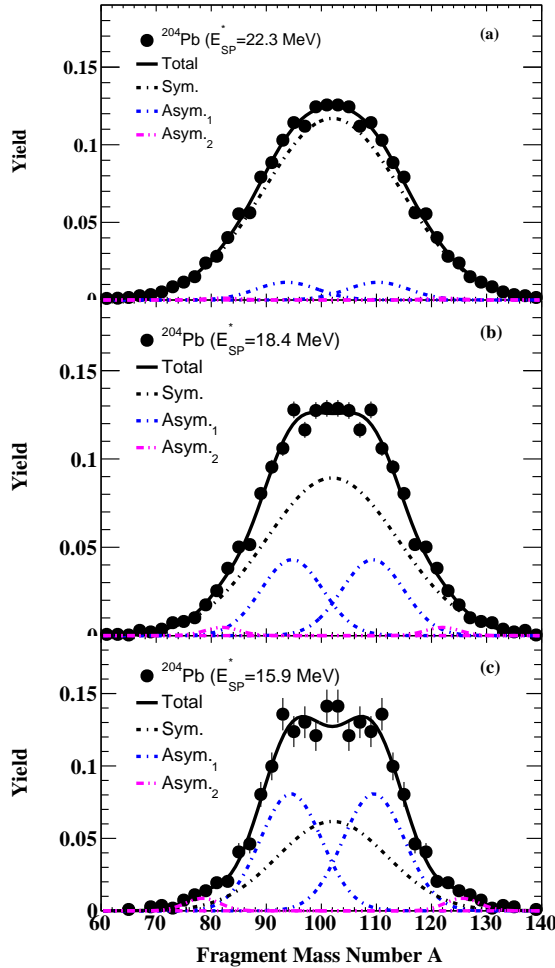 (a)
²⁰⁴Pb (E*SP=22.3 MeV)
Total
Sym.
Asym.₁
Asym.₂
0.15
0.1
0.05
0
Yield
(b)
²⁰⁴Pb (E*SP=18.4 MeV)
Total
Sym.
Asym.₁
Asym.₂
0.15
0.1
0.05
0
Yield
(c)
²⁰⁴Pb (E*SP=15.9 MeV)
Total
Sym.
Asym.₁
Asym.₂
0.15
0.1
0.05
0
Yield
60 70 80 90 100 110 120 130 140
Fragment Mass Number A